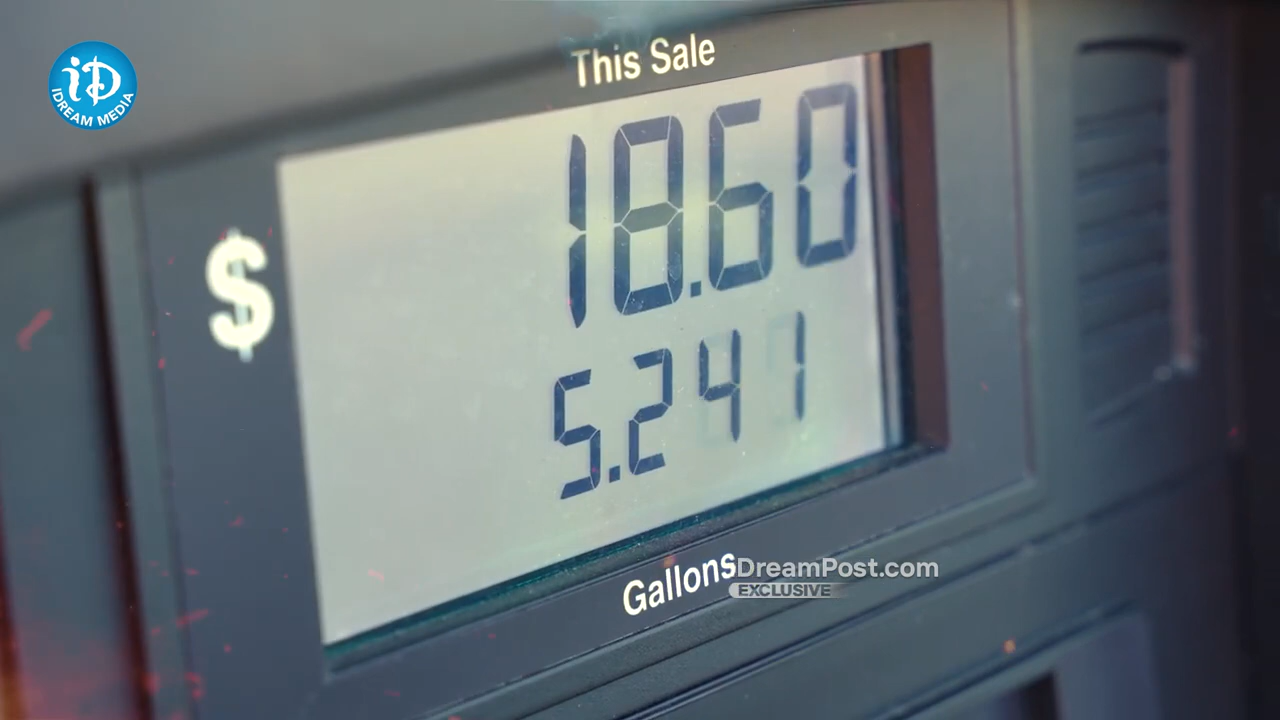 iD
IDREAM MEDIA
This Sale
$
18.60
5.241
Gallons
DreamPost.com
EXCLUSIVE